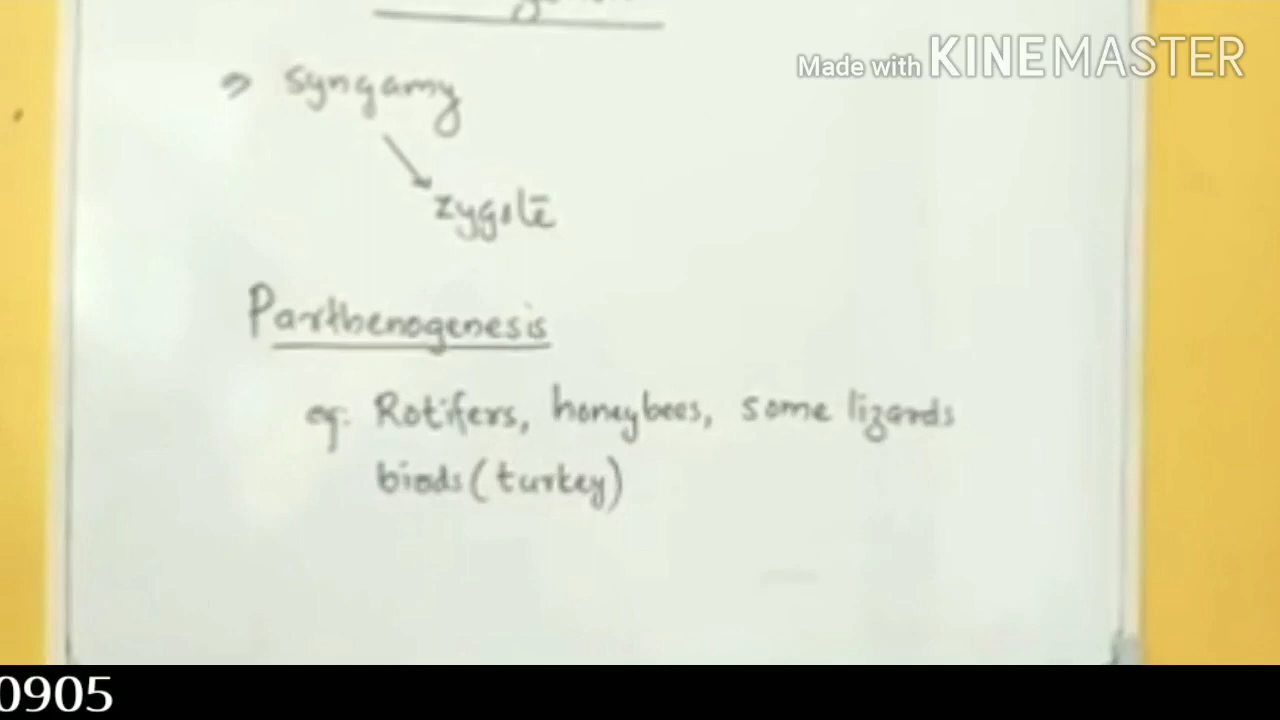 Made with KINEMASTER
⇒ Syngamy
zygote
Parthenogenesis
eg. Rotifers, honeybees, some lizards
birds (turkey)
0905